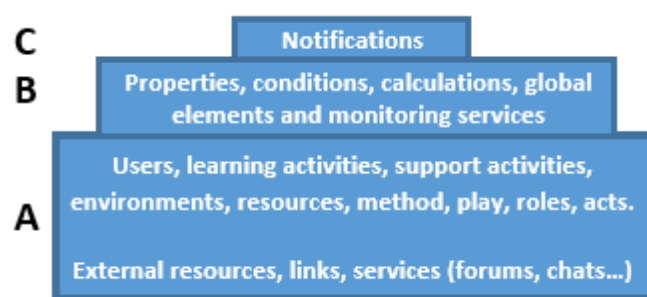 C
Notifications
B
Properties, conditions, calculations, global
elements and monitoring services
A
Users, learning activities, support activities,
environments, resources, method, play, roles, acts.
External resources, links, services (forums, chats...)